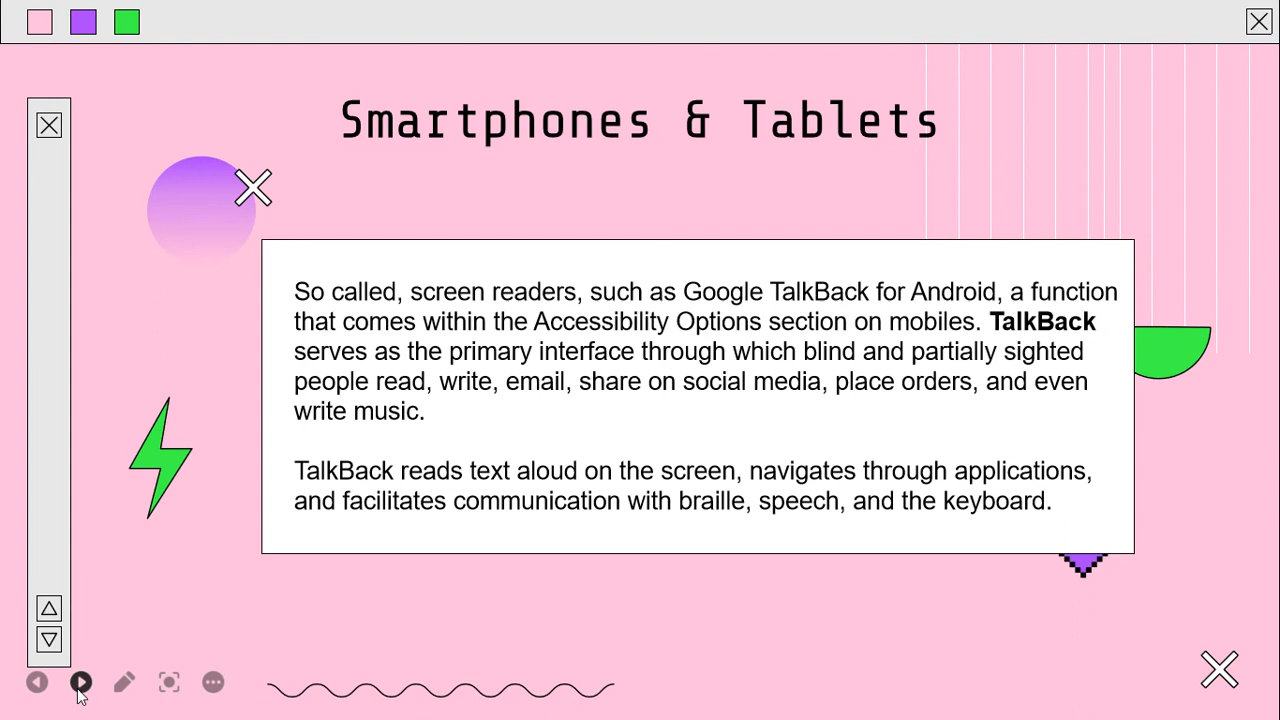 Smartphones & Tablets
So called, screen readers, such as Google TalkBack for Android, a function
that comes within the Accessibility Options section on mobiles. TalkBack
serves as the primary interface through which blind and partially sighted
people read, write, email, share on social media, place orders, and even
write music.
TalkBack reads text aloud on the screen, navigates through applications,
and facilitates communication with braille, speech, and the keyboard.